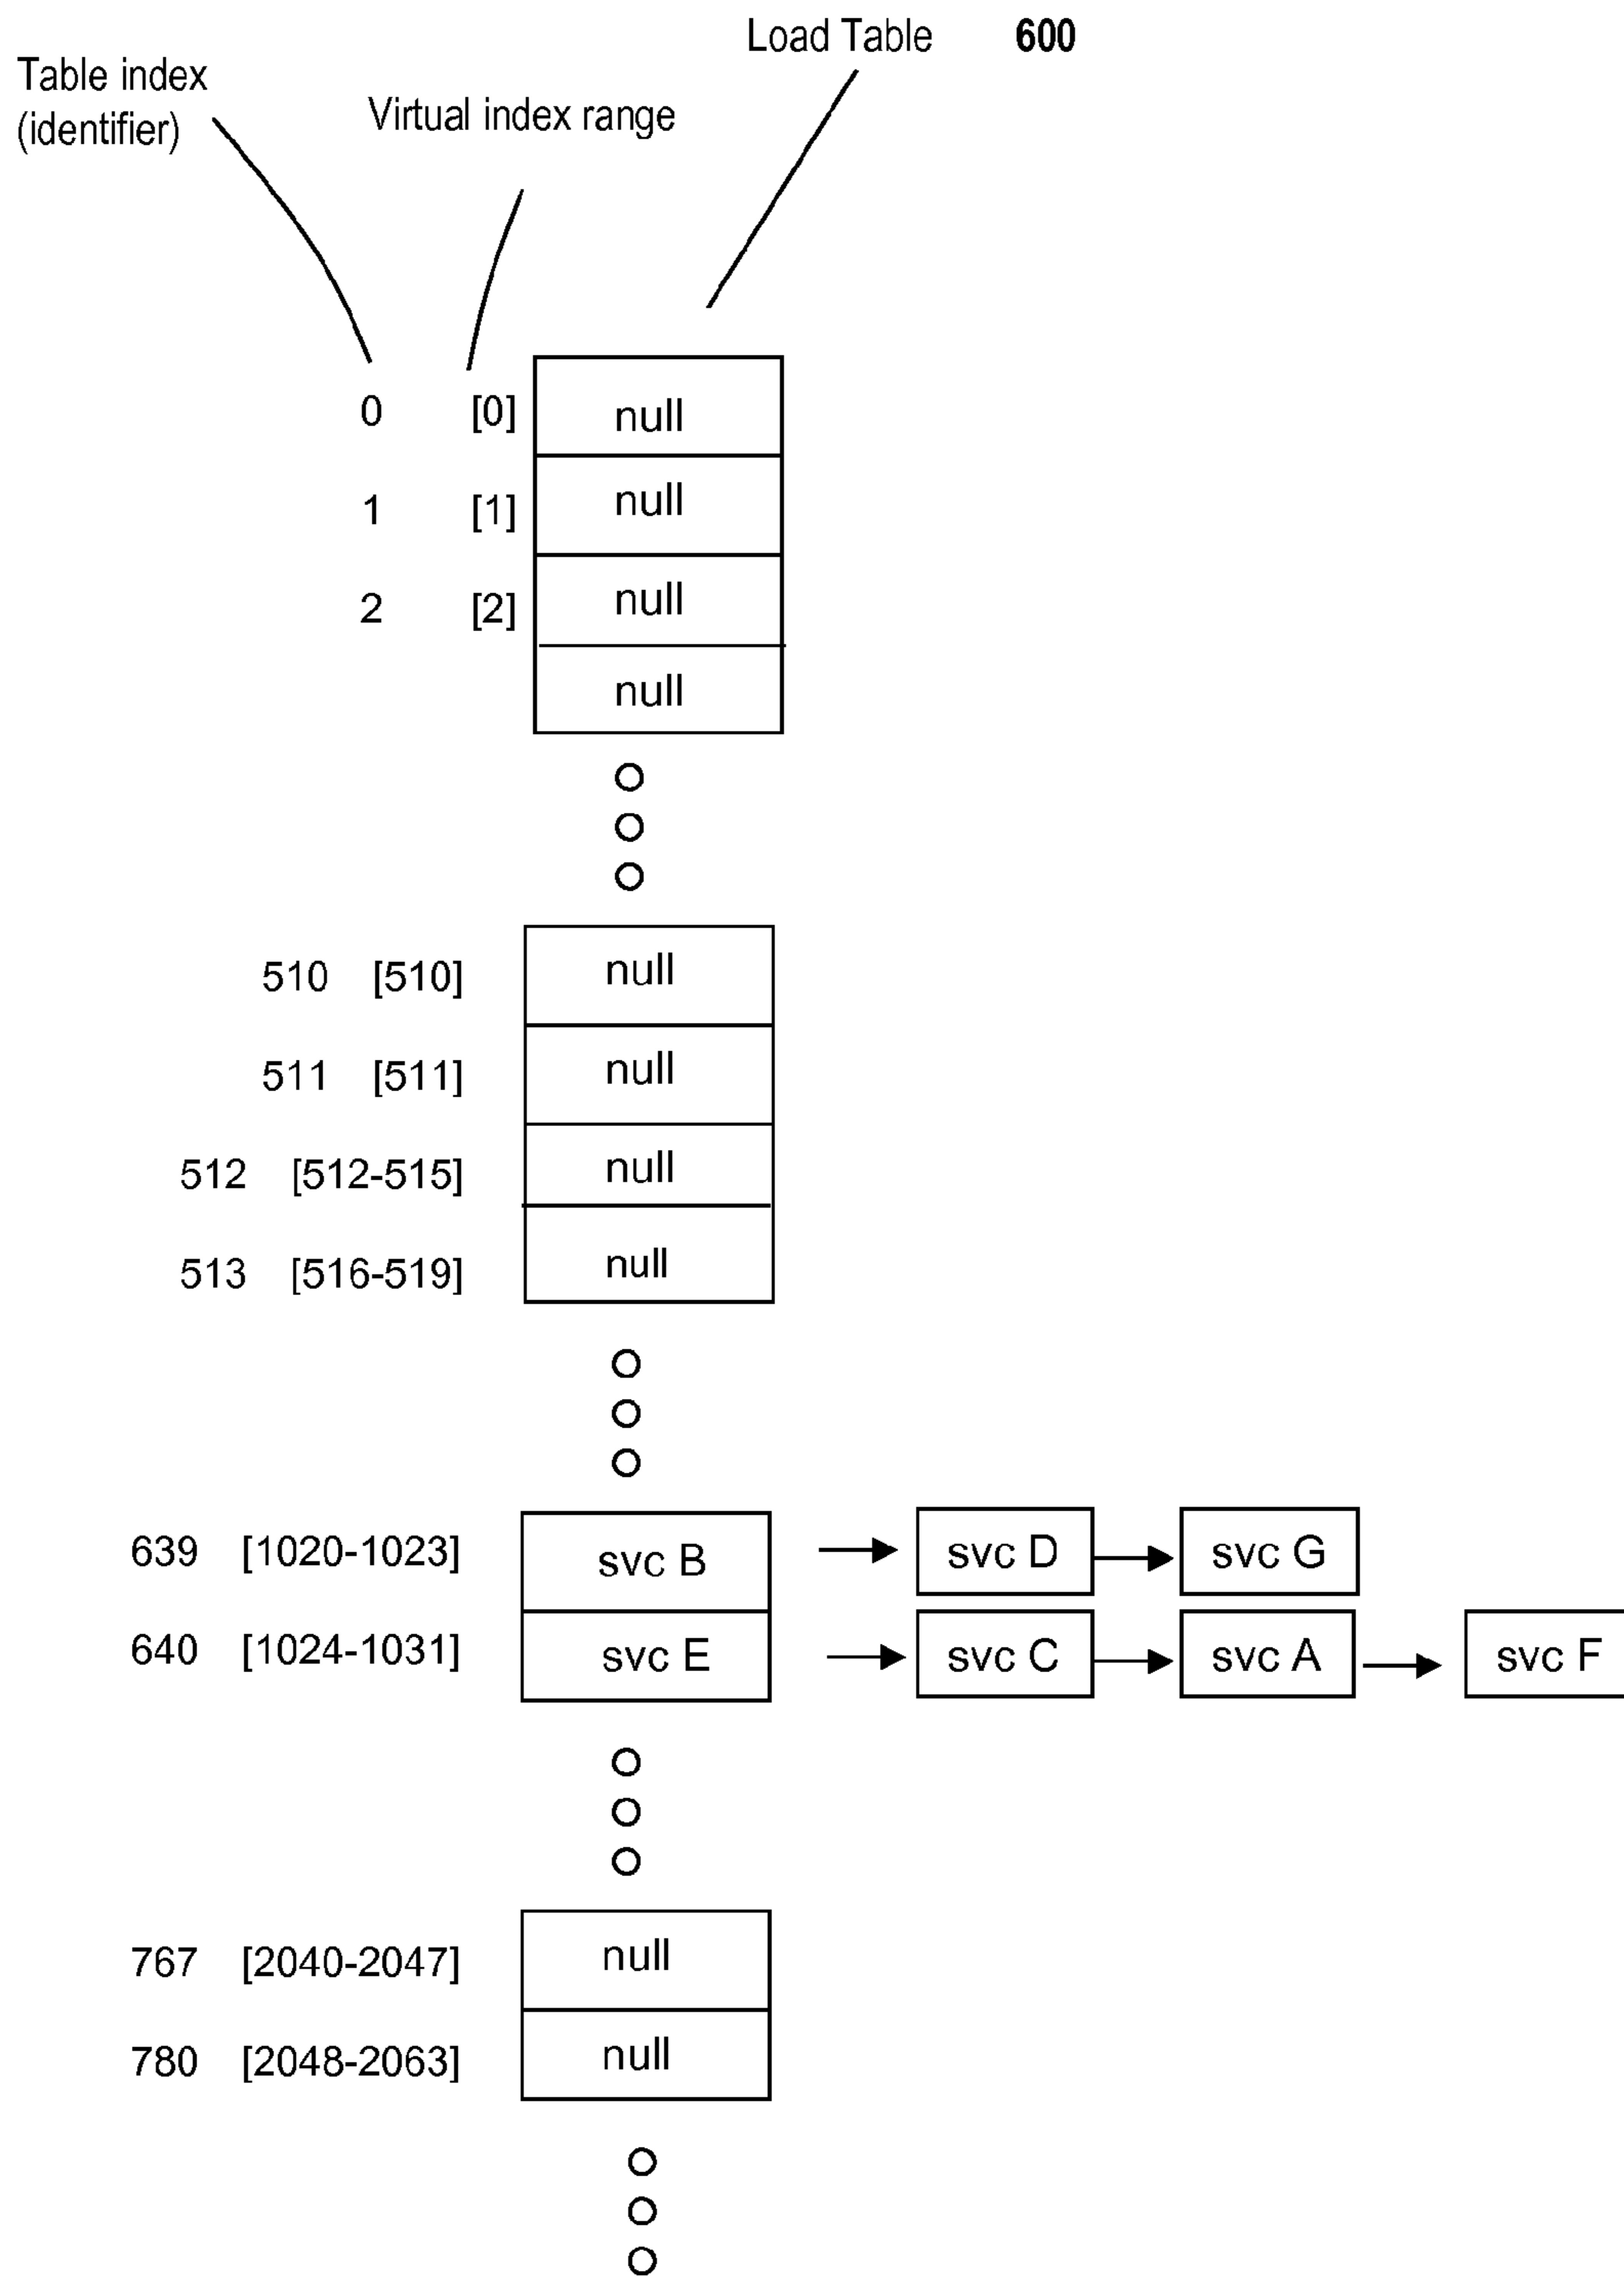 Load Table 600
Table index
(identifier)
Virtual index range
0 [0] null
1 [1] null
2 [2] null
null
510 [510] null
511 [511] null
512 [512-515] null
513 [516-519] null
639 [1020-1023] svc B svc D svc G
640 [1024-1031] svc E svc C svc A svc F
767 [2040-2047] null
780 [2048-2063] null